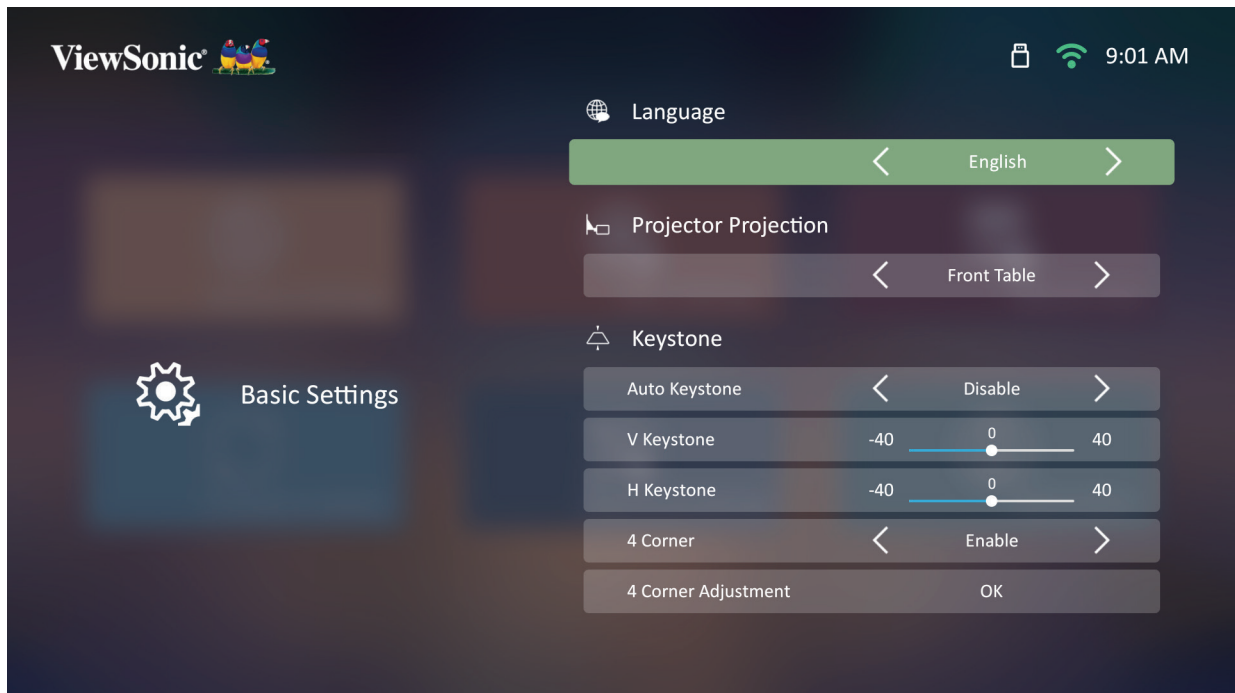 ViewSonic®
9:01 AM
Language
English
Projector Projection
Front Table
Keystone
Auto Keystone Disable
V Keystone -40 0 40
H Keystone -40 0 40
4 Corner Enable
4 Corner Adjustment OK
Basic Settings